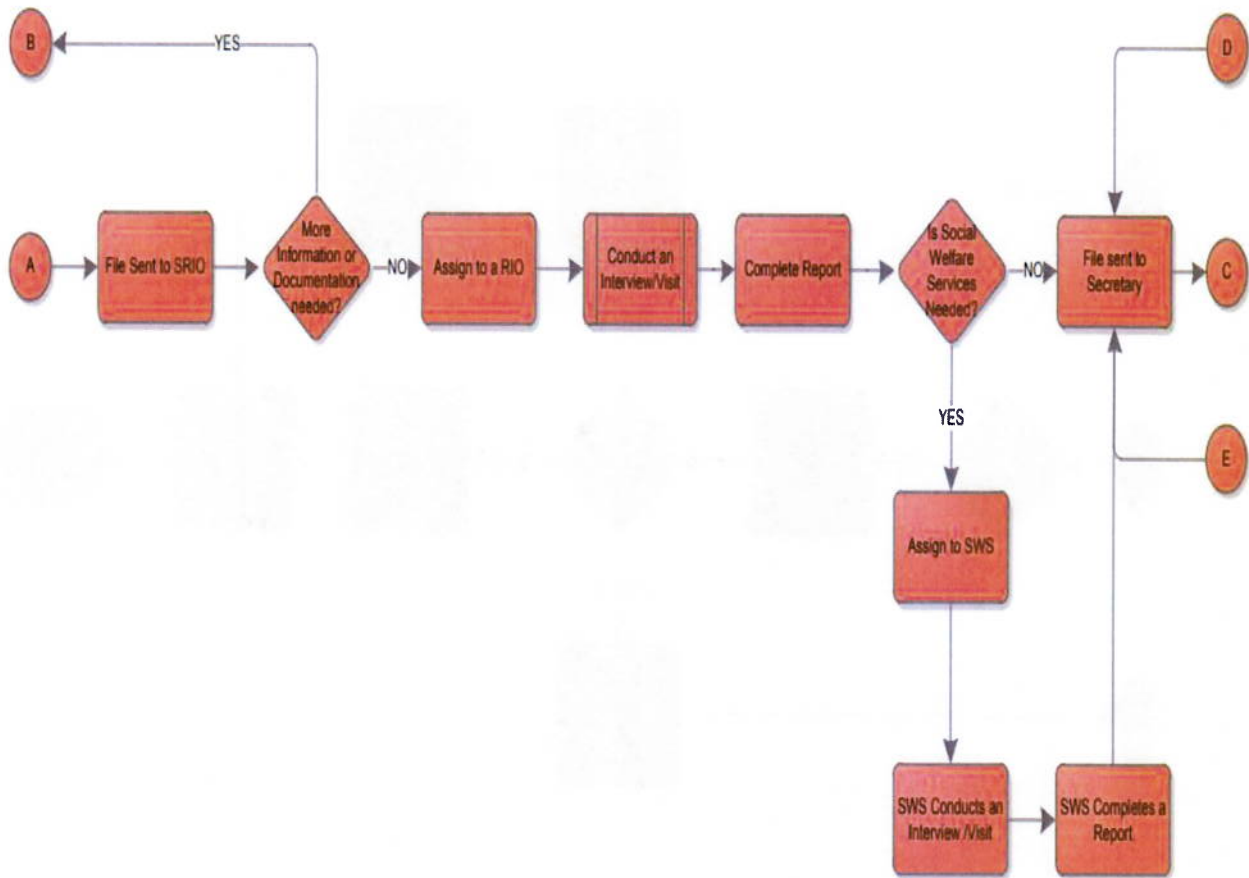 B
YES
D
A
File Sent to SRIO
More
Information or
Documentation
needed?
NO
Assign to a RIO
Conduct an
Interview/Visit
Complete Report
Is Social
Welfare
Services
Needed?
NO
File sent to
Secretary
C
YES
E
Assign to SWS
SWS Conducts an
Interview /Visit
SWS Completes a
Report